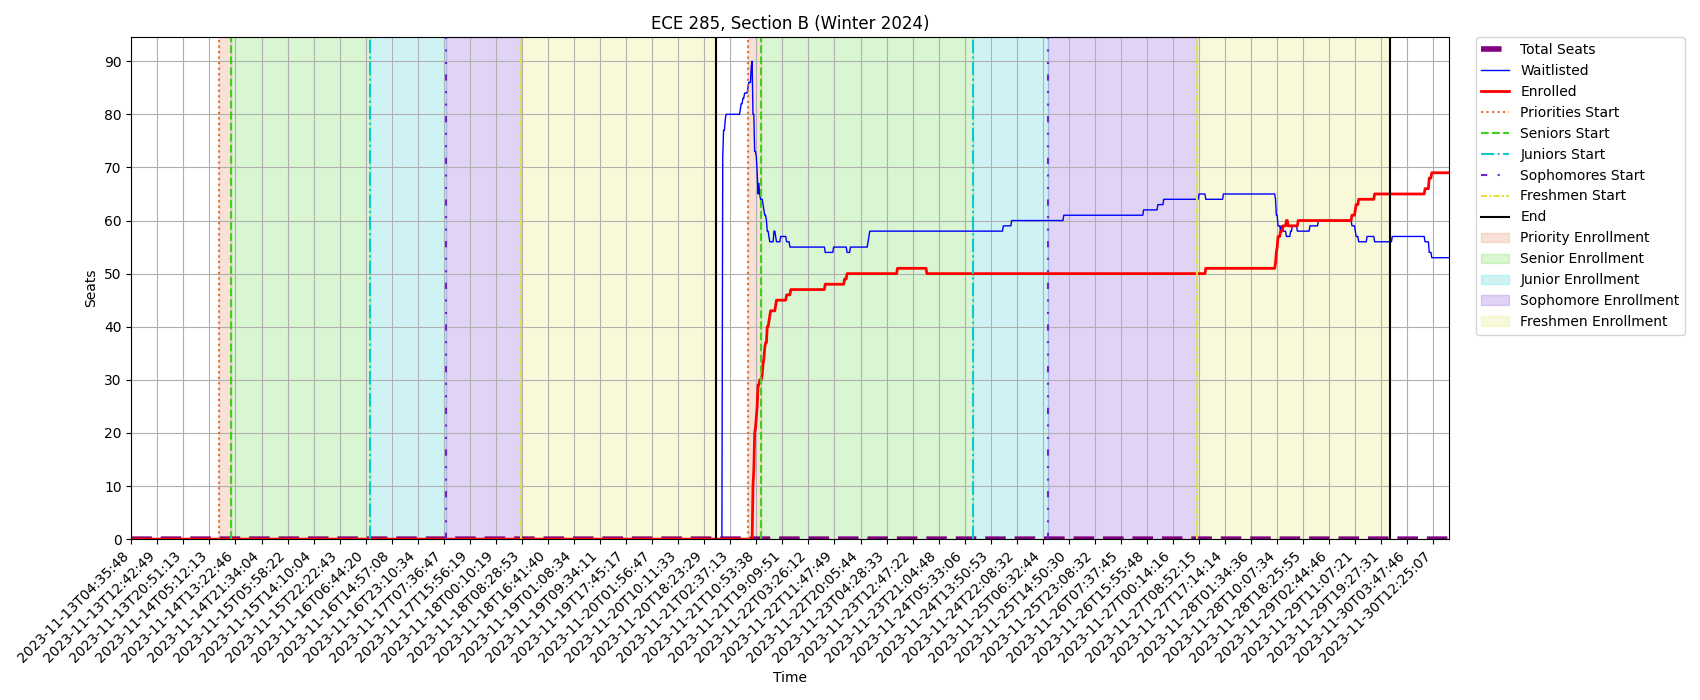 ECE 285, Section B (Winter 2024)
90
80
70
60
50
40
30
20
10
0
Seats
2023-11-13T04:35:48
2023-11-13T12:42:49
2023-11-13T20:51:13
2023-11-14T05:12:13
2023-11-14T13:22:46
2023-11-14T21:34:04
2023-11-15T05:58:22
2023-11-15T14:10:04
2023-11-15T22:22:43
2023-11-16T06:44:20
2023-11-16T14:57:08
2023-11-16T23:10:34
2023-11-17T07:36:47
2023-11-17T15:56:19
2023-11-18T00:10:19
2023-11-18T08:28:53
2023-11-18T16:41:40
2023-11-19T01:08:34
2023-11-19T09:34:11
2023-11-19T17:45:17
2023-11-20T01:56:47
2023-11-20T10:11:33
2023-11-20T18:23:29
2023-11-21T02:37:13
2023-11-21T10:53:38
2023-11-21T19:09:51
2023-11-22T03:26:12
2023-11-22T11:47:49
2023-11-22T20:05:44
2023-11-23T04:28:33
2023-11-23T12:47:22
2023-11-23T21:04:48
2023-11-24T05:33:06
2023-11-24T13:50:53
2023-11-24T22:08:32
2023-11-25T06:32:44
2023-11-25T14:50:30
2023-11-25T23:08:32
2023-11-26T07:37:45
2023-11-26T15:55:48
2023-11-27T00:14:16
2023-11-27T08:52:15
2023-11-27T17:14:14
2023-11-28T01:34:36
2023-11-28T10:07:34
2023-11-28T18:25:55
2023-11-29T02:44:46
2023-11-29T11:07:21
2023-11-29T19:27:31
2023-11-30T03:47:46
2023-11-30T12:25:07
Time
Total Seats
Waitlisted
Enrolled
Priorities Start
Seniors Start
Juniors Start
Sophomores Start
Freshmen Start
End
Priority Enrollment
Senior Enrollment
Junior Enrollment
Sophomore Enrollment
Freshmen Enrollment